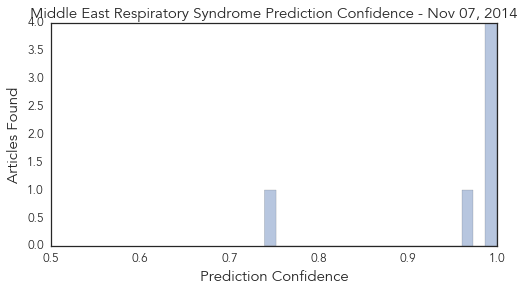 Middle East Respiratory Syndrome Prediction Confidence - Nov 07, 2014
4.0
3.5
3.0
2.5
2.0
1.5
1.0
0.5
0.0
Articles Found
0.5 0.6 0.7 0.8 0.9 1.0
Prediction Confidence